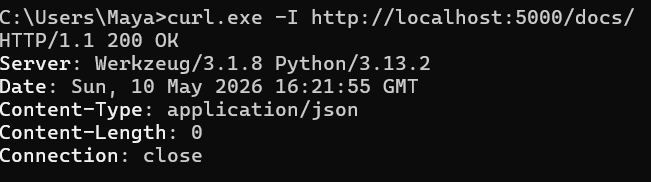 C:\Users\Maya>curl.exe -I http://localhost:5000/docs/
HTTP/1.1 200 OK
Server: Werkzeug/3.1.8 Python/3.13.2
Date: Sun, 10 May 2026 16:21:55 GMT
Content-Type: application/json
Content-Length: 0
Connection: close